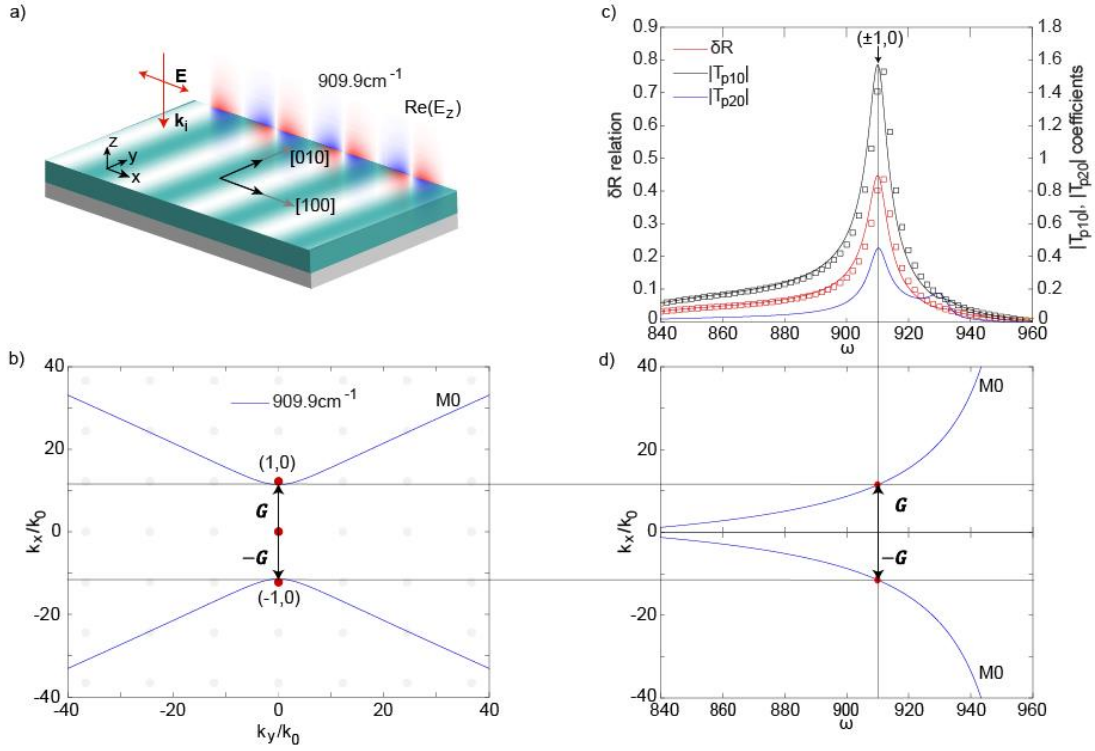 a)
E
k_i
909.9cm^-1
Re(E_z)
z
y
x
[010]
[100]
c)
δR
|T_p10|
|T_p20|
(±1,0)
δR relation
|T_p10|, |T_p20| coefficients
0.9
0.8
0.7
0.6
0.5
0.4
0.3
0.2
0.1
0
1.8
1.6
1.4
1.2
1
0.8
0.6
0.4
0.2
0
840 860 880 900 920 940 960
ω
b)
909.9cm^-1
M0
(1,0)
G
−G
(-1,0)
k_x/k_0
40
20
0
-20
-40
-40 -20 0 20 40
k_y/k_0
d)
M0
G
−G
M0
k_x/k_0
40
20
0
-20
-40
840 860 880 900 920 940 960
ω